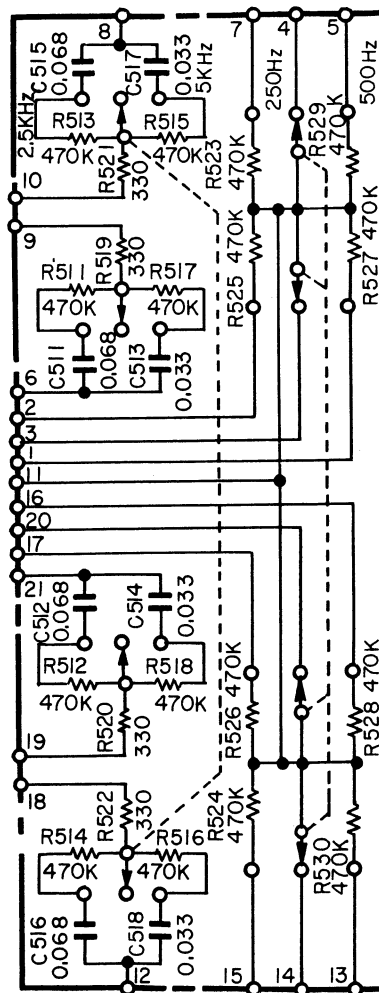 8
7
4
5
C515
0.068
C517
0.033
5KHz
2.5KHz
250Hz
500Hz
R513
470K
R515
470K
R521
330
R523
470K
R529
470K
10
9
R519
330
R511
470K
R517
470K
R525
470K
R527
C511
0.068
C513
0.033
6
2
3
1
11
16
20
17
21
C512
0.068
C514
0.033
R512
470K
R518
470K
R520
330
R526
470K
R528
470K
19
18
R522
330
R514
470K
R516
470K
R524
470K
R530
470K
C516
0.068
C518
0.033
12
15
14
13